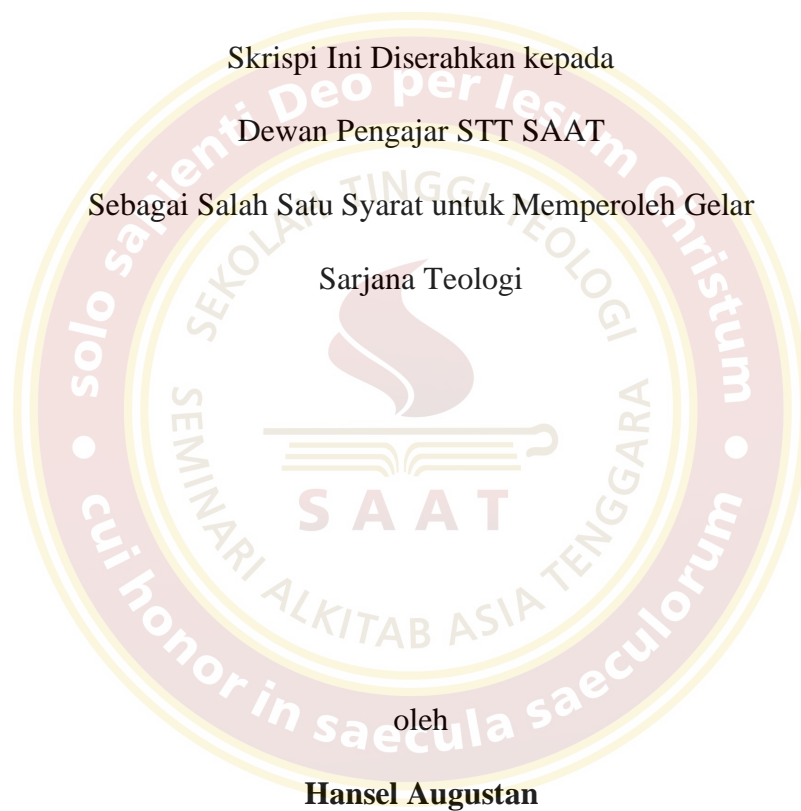 Skrispi Ini Diserahkan kepada
Dewan Pengajar STT SAAT
Sebagai Salah Satu Syarat untuk Memperoleh Gelar
Sarjana Teologi
oleh
Hansel Augustan
solo sapienti Deo per Iesum Christum
cui honor in saecula saeculorum
SEKOLAH TINGGI TEOLOGI
SEMINARI ALKITAB ASIA TENGGARA
SAAT